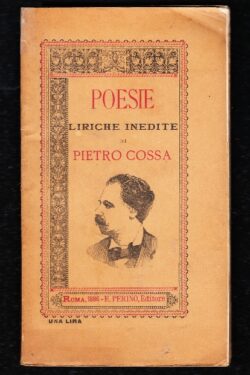 POESIE
LIRICHE INEDITE
DI
PIETRO COSSA
ROMA, 1886 - E. PERINO, Editore
UNA LIRA